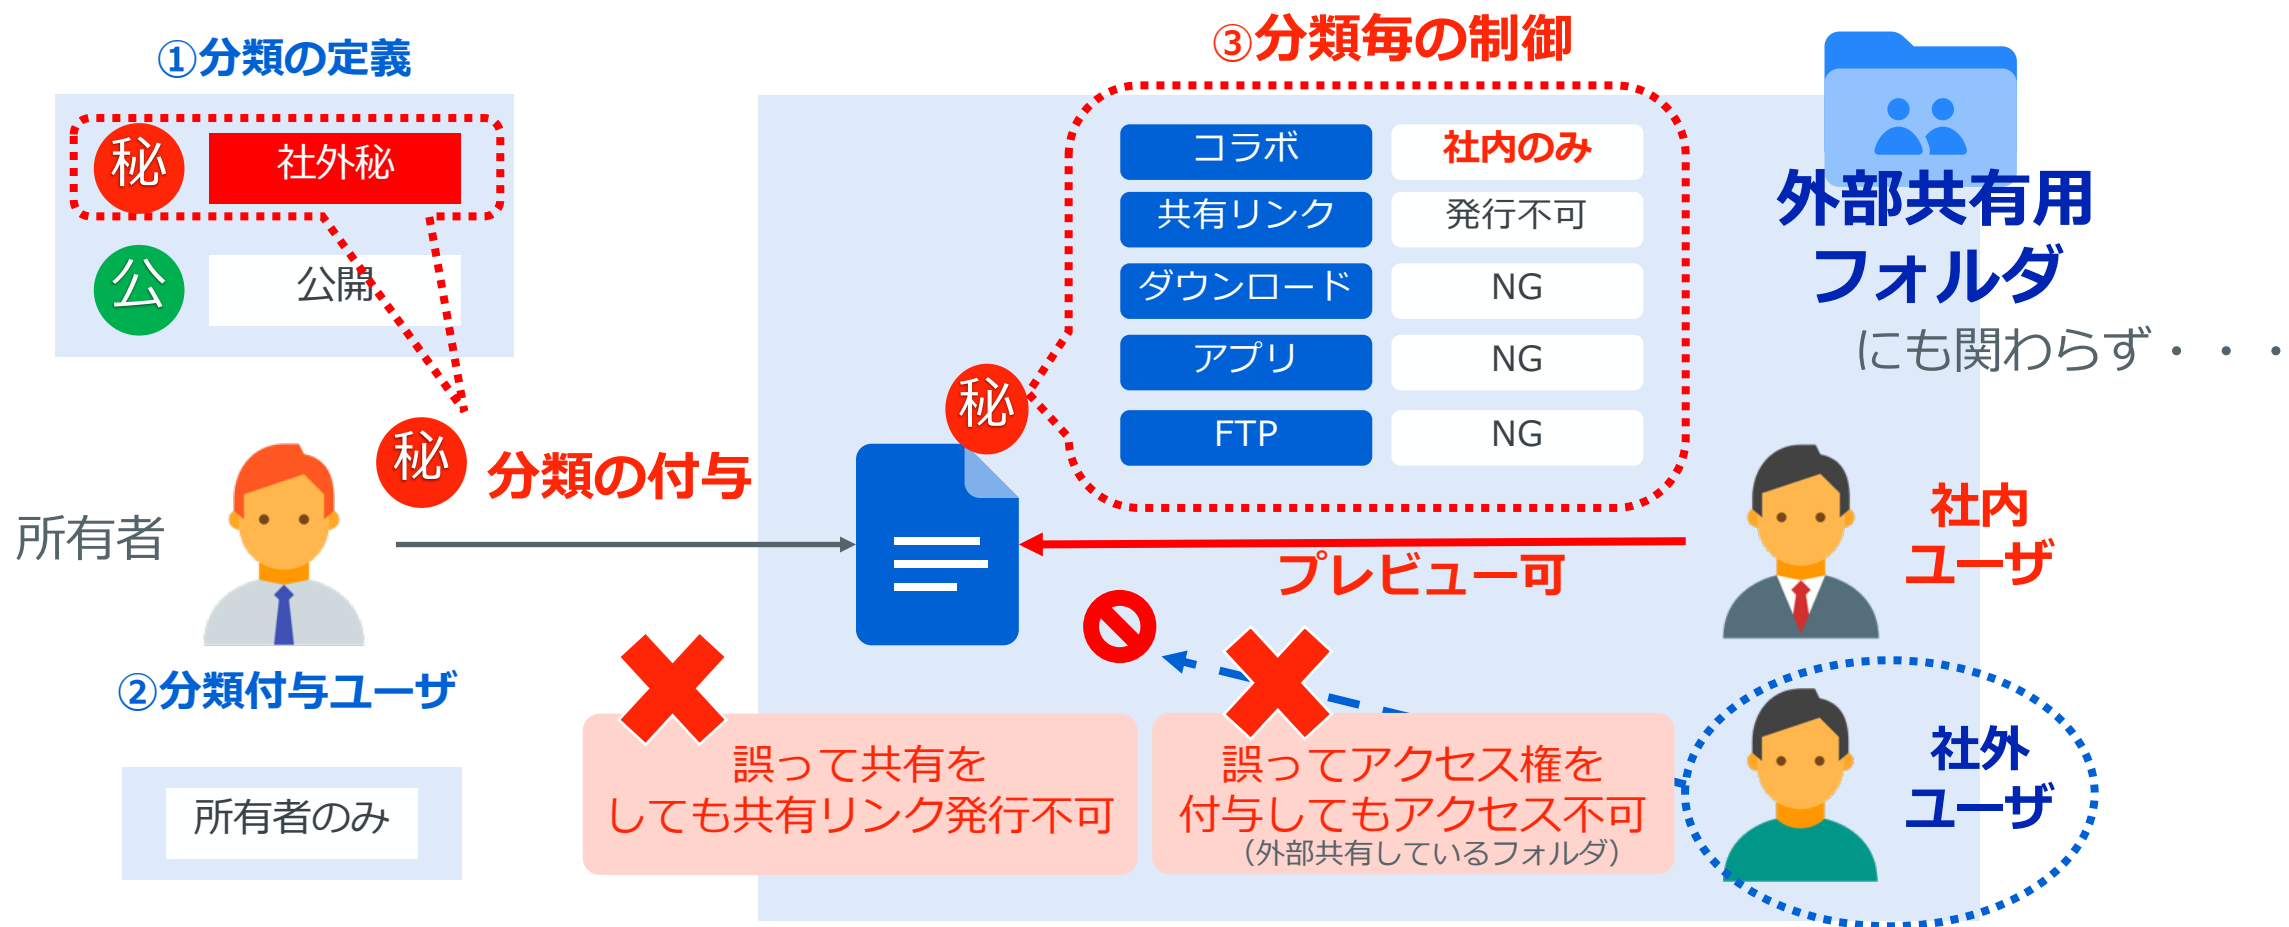 ①分類の定義
秘
社外秘
公
公開
③分類毎の制御
コラボ
社内のみ
共有リンク
発行不可
ダウンロード
NG
アプリ
NG
FTP
NG
外部共有用
フォルダ
にも関わらず・・・
所有者
秘
分類の付与
秘
プレビュー可
社内
ユーザ
②分類付与ユーザ
所有者のみ
誤って共有を
しても共有リンク発行不可
誤ってアクセス権を
付与してもアクセス不可
（外部共有しているフォルダ）
社外
ユーザ